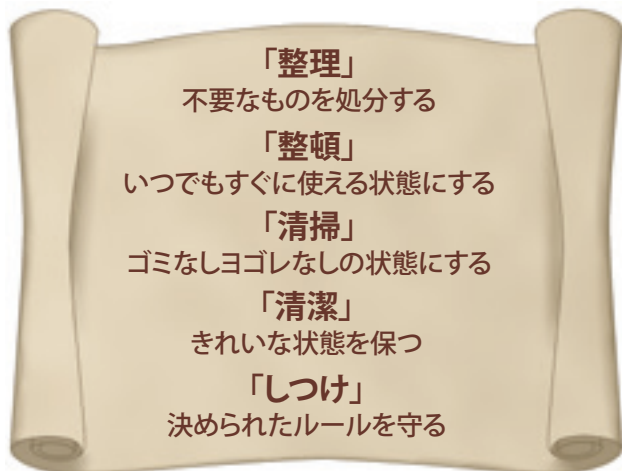 「整理」
不要なものを処分する
「整頓」
いつでもすぐに使える状態にする
「清掃」
ゴミなしヨゴレなしの状態にする
「清潔」
きれいな状態を保つ
「しつけ」
決められたルールを守る